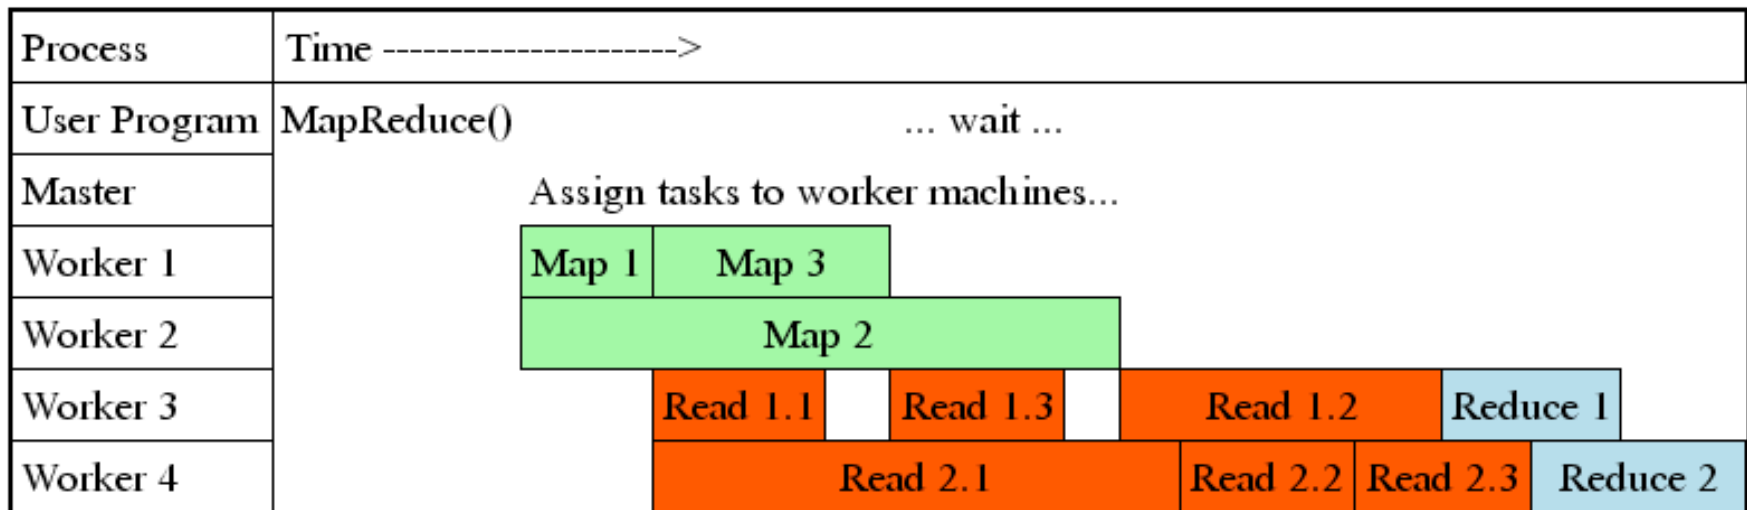 Process Time ---------------------->
User Program MapReduce() ... wait ...
Master Assign tasks to worker machines...
Worker 1 Map 1 Map 3
Worker 2 Map 2
Worker 3 Read 1.1 Read 1.3 Read 1.2 Reduce 1
Worker 4 Read 2.1 Read 2.2 Read 2.3 Reduce 2